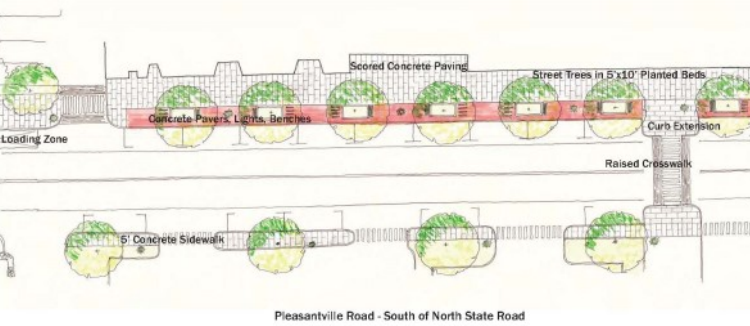 Scored Concrete Paving
Street Trees in 5'x10' Planted Beds
Concrete Pavers, Lights, Benches
Curb Extension
Loading Zone
Raised Crosswalk
5' Concrete Sidewalk
Pleasantville Road - South of North State Road